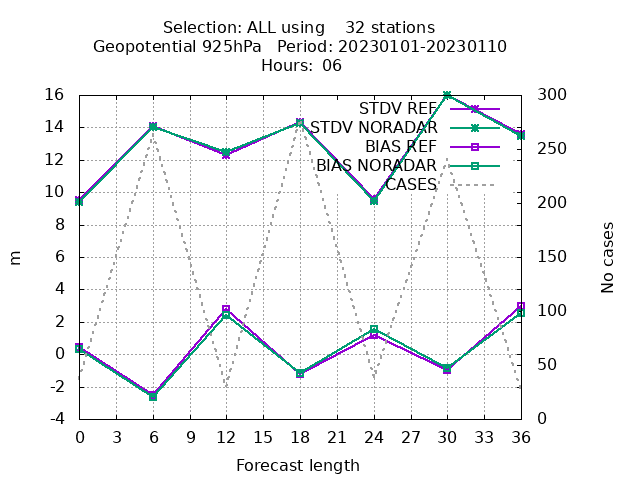 Selection: ALL using    32 stations
Geopotential 925hPa   Period: 20230101-20230110
Hours: 06
16
14
12
10
8
6
4
2
0
-2
-4
m
STDV REF
STDV NORADAR
BIAS REF
BIAS NORADAR
CASES
300
250
200
150
100
50
0
No cases
0 3 6 9 12 15 18 21 24 27 30 33 36
Forecast length